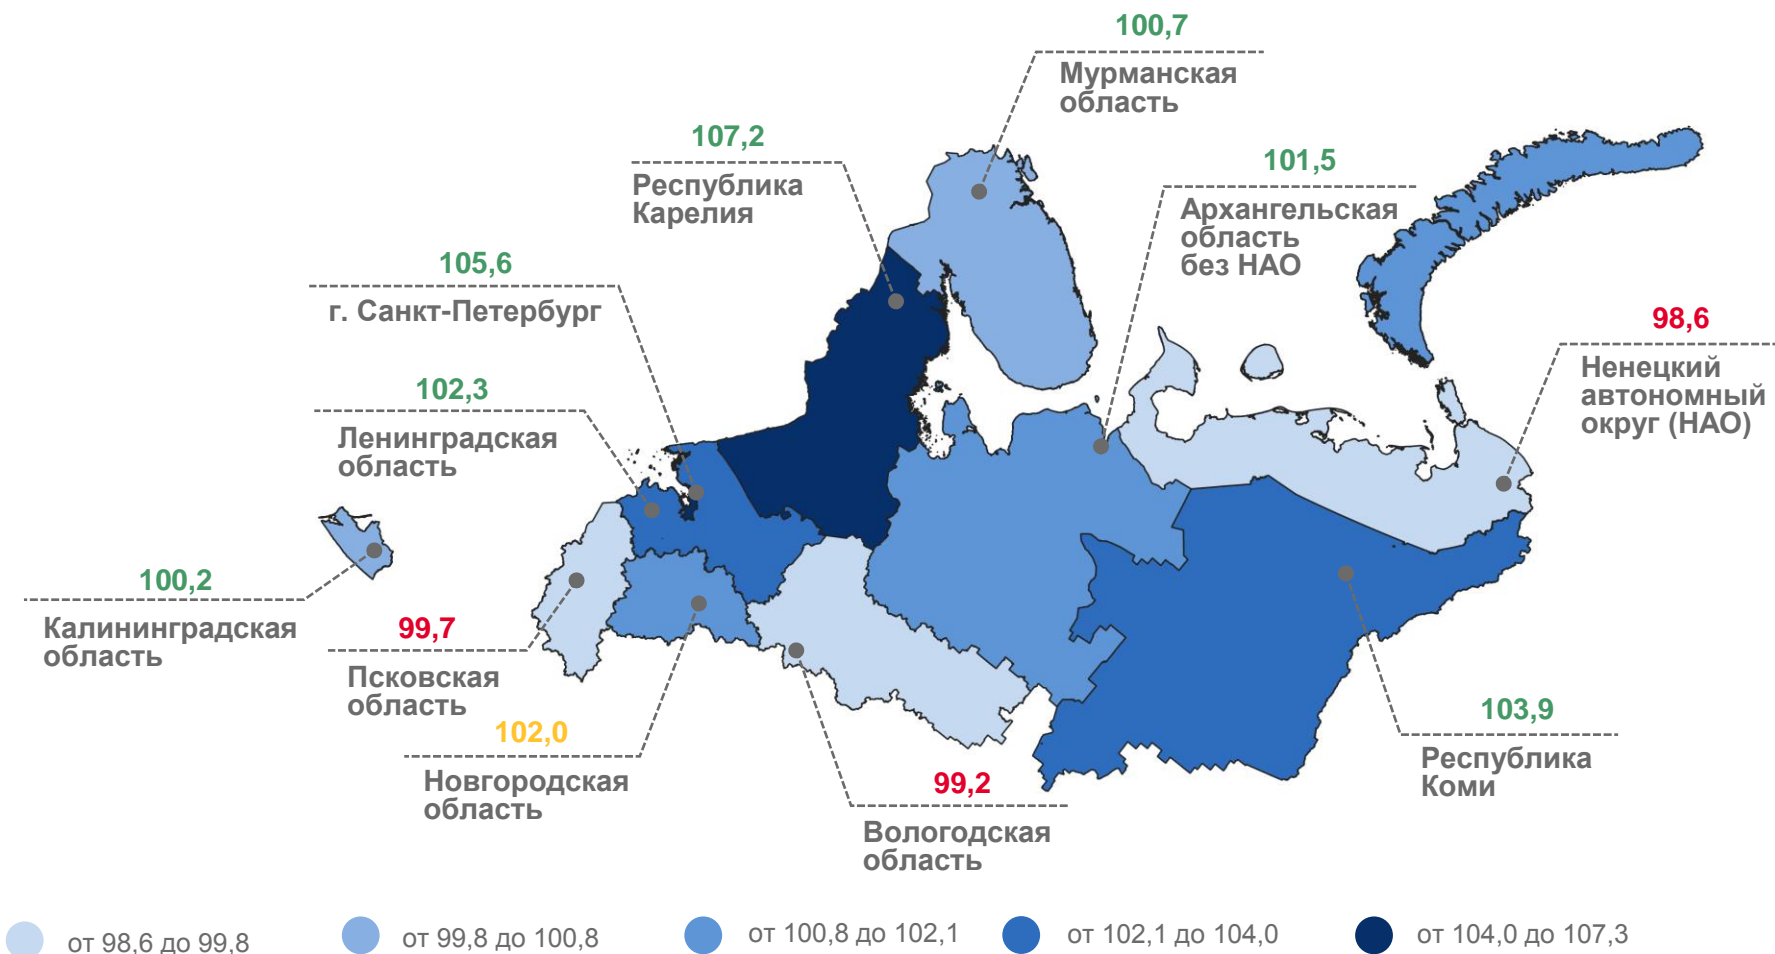 100,7
Мурманская
область
107,2
Республика
Карелия
101,5
Архангельская
область
без НАО
105,6
г. Санкт-Петербург
98,6
Ненецкий
автономный
округ (НАО)
102,3
Ленинградская
область
100,2
Калининградская
область
99,7
Псковская
область
102,0
Новгородская
область
99,2
Вологодская
область
103,9
Республика
Коми
от 98,6 до 99,8
от 99,8 до 100,8
от 100,8 до 102,1
от 102,1 до 104,0
от 104,0 до 107,3